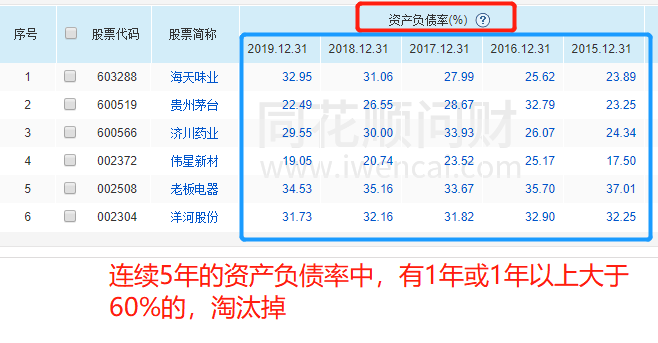 资产负债率(%) ?
序号 股票代码 股票简称 2019.12.31 2018.12.31 2017.12.31 2016.12.31 2015.12.31
1 603288 海天味业 32.95 31.06 27.99 25.62 23.89
2 600519 贵州茅台 22.49 26.55 28.67 32.79 23.25
3 600566 济川药业 29.55 30.00 33.93 26.07 24.34
4 002372 伟星新材 19.05 20.74 23.52 25.17 17.50
5 002508 老板电器 34.53 35.16 33.67 35.70 37.01
6 002304 洋河股份 31.73 32.16 31.82 32.90 32.25
同花顺问财
www.iwencai.com
连续5年的资产负债率中，有1年或1年以上大于
60%的，淘汰掉